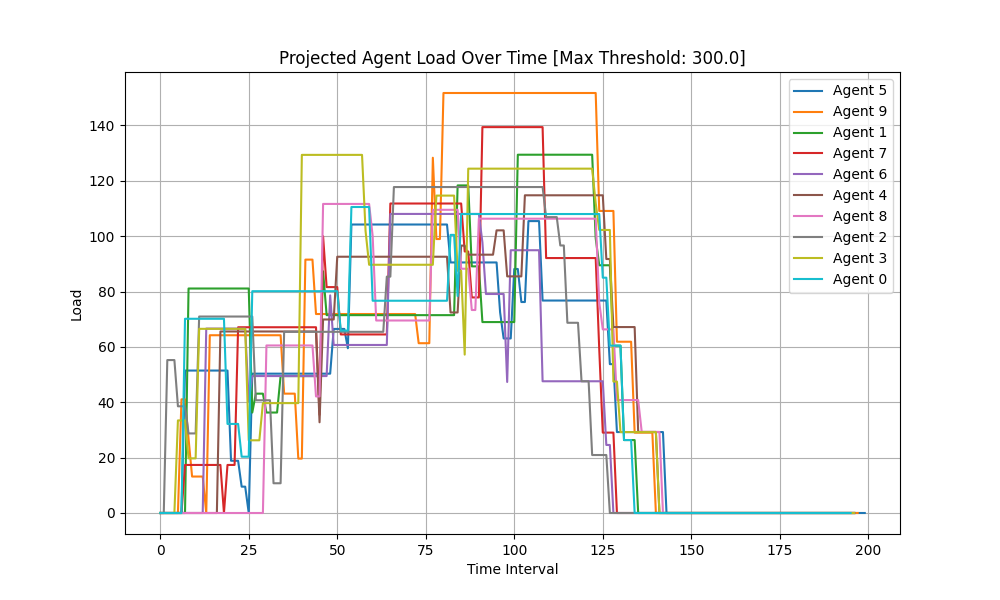 Projected Agent Load Over Time [Max Threshold: 300.0]
Load
140
120
100
80
60
40
20
0
0 25 50 75 100 125 150 175 200
Time Interval
Agent 5
Agent 9
Agent 1
Agent 7
Agent 6
Agent 4
Agent 8
Agent 2
Agent 3
Agent 0